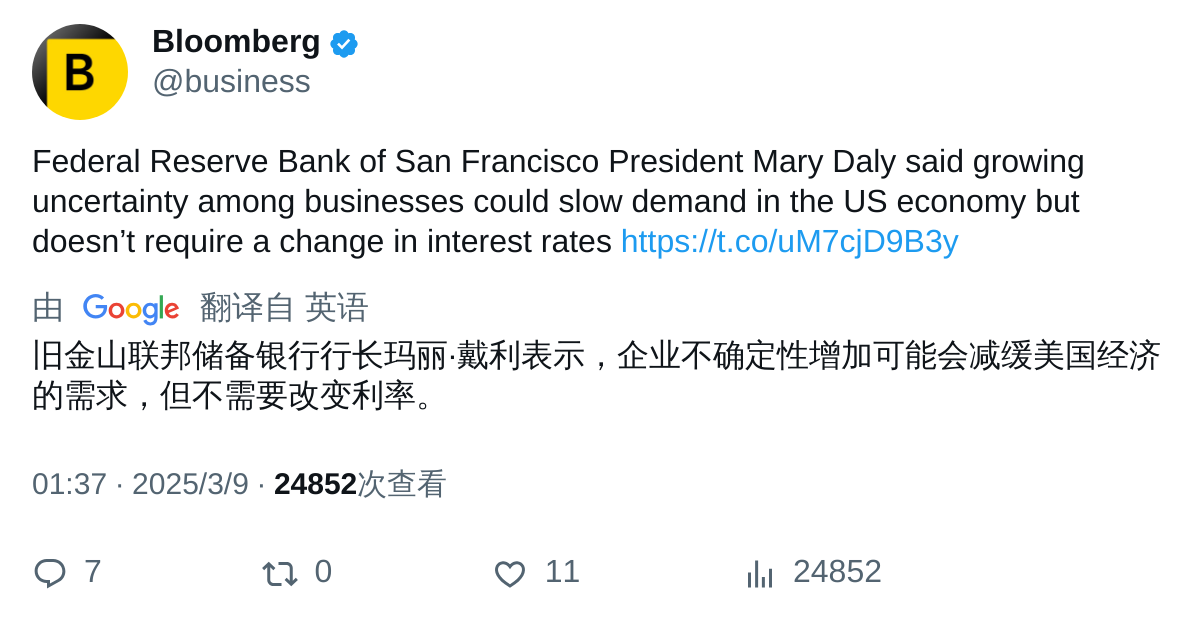 B
Bloomberg
@business
Federal Reserve Bank of San Francisco President Mary Daly said growing
uncertainty among businesses could slow demand in the US economy but
doesn’t require a change in interest rates https://t.co/uM7cjD9B3y
由 Google 翻译自 英语
旧金山联邦储备银行行长玛丽·戴利表示，企业不确定性增加可能会减缓美国经济
的需求，但不需要改变利率。
01:37 · 2025/3/9 · 24852次查看
7 0 11 24852